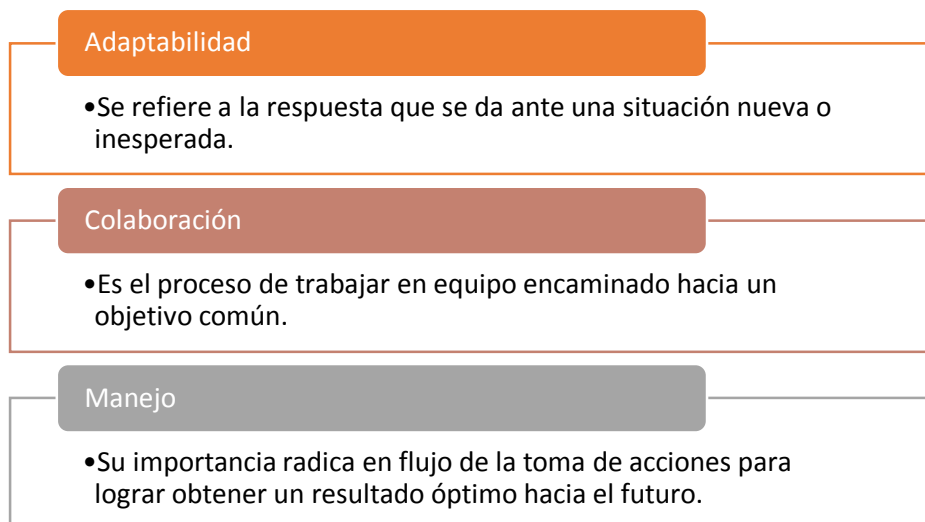 Adaptabilidad
•Se refiere a la respuesta que se da ante una situación nueva o
inesperada.
Colaboración
•Es el proceso de trabajar en equipo encaminado hacia un
objetivo común.
Manejo
•Su importancia radica en flujo de la toma de acciones para
lograr obtener un resultado óptimo hacia el futuro.